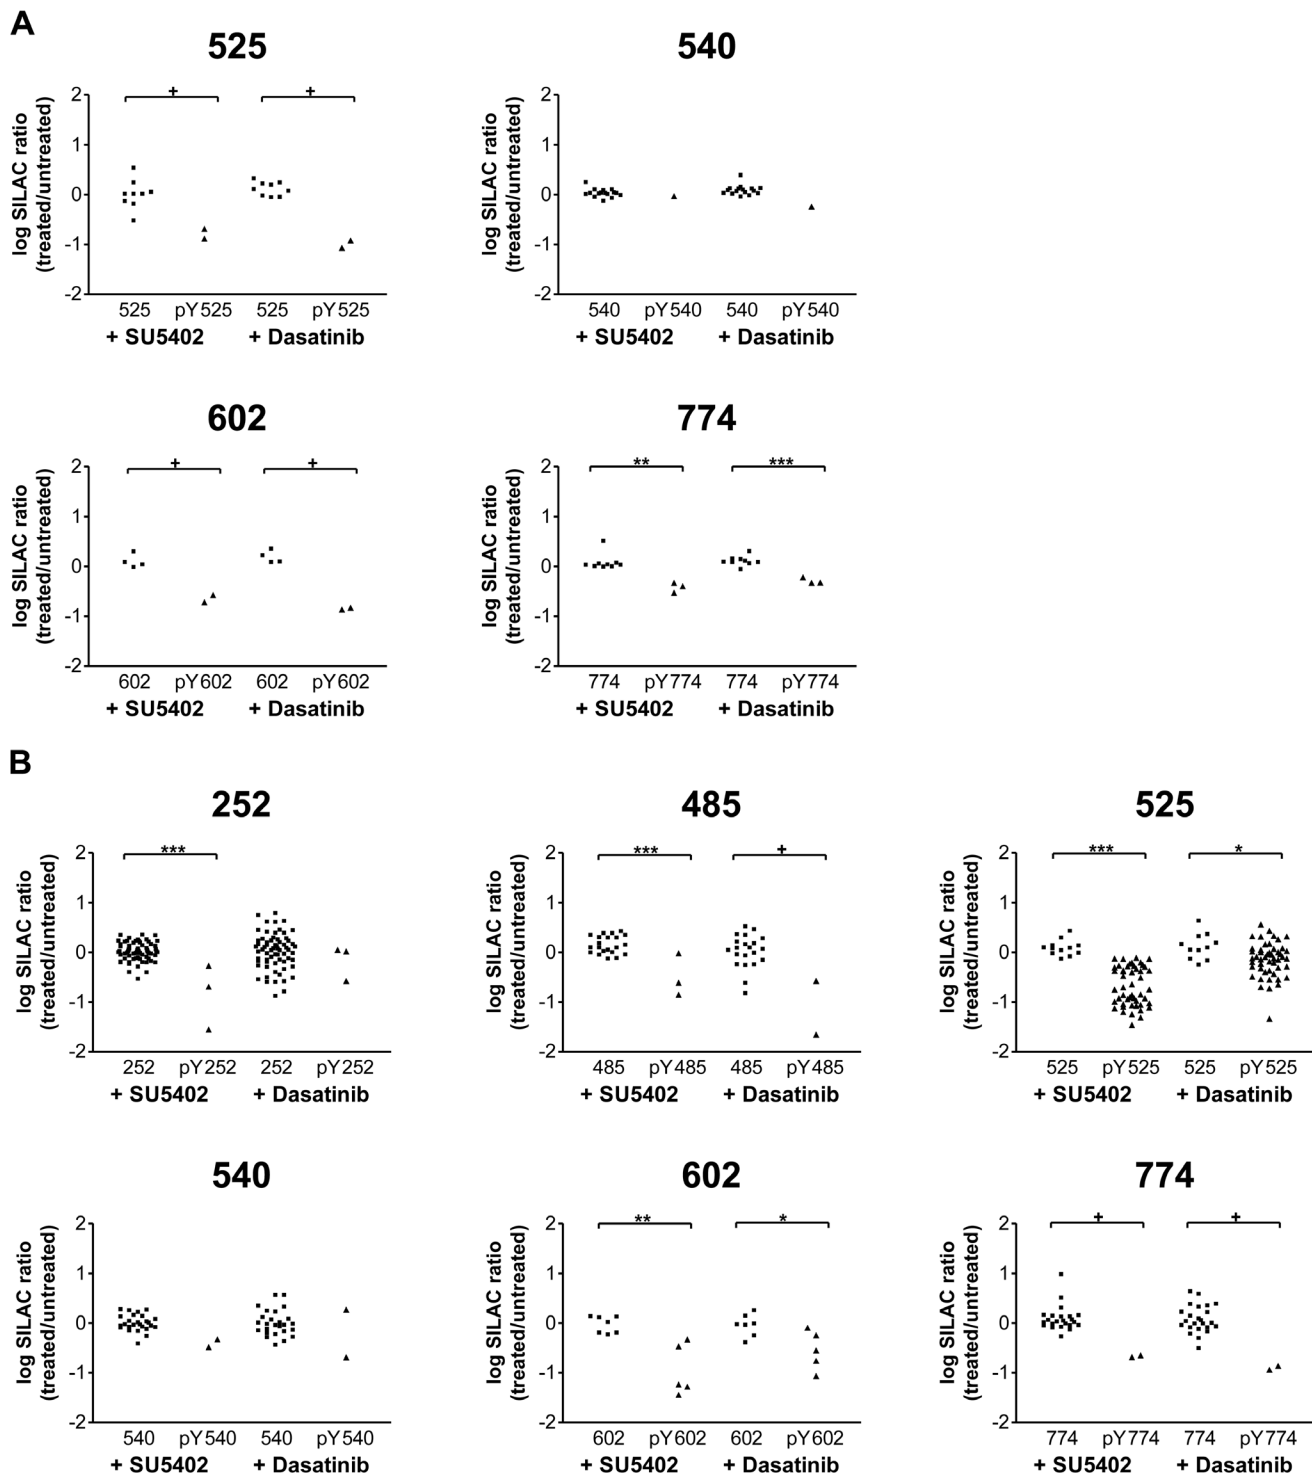 A
525
540
log SILAC ratio
(treated/untreated)
2
1
0
-1
-2
+
+
525 pY525 525 pY525
+ SU5402 + Dasatinib
log SILAC ratio
(treated/untreated)
2
1
0
-1
-2
540 pY540 540 pY540
+ SU5402 + Dasatinib
602
774
log SILAC ratio
(treated/untreated)
2
1
0
-1
-2
+
+
602 pY602 602 pY602
+ SU5402 + Dasatinib
log SILAC ratio
(treated/untreated)
2
1
0
-1
-2
**
***
774 pY774 774 pY774
+ SU5402 + Dasatinib
B
252
485
525
log SILAC ratio
(treated/untreated)
2
1
0
-1
-2
***
252 pY252 252 pY252
+ SU5402 + Dasatinib
log SILAC ratio
(treated/untreated)
2
1
0
-1
-2
***
+
485 pY485 485 pY485
+ SU5402 + Dasatinib
log SILAC ratio
(treated/untreated)
2
1
0
-1
-2
***
*
525 pY525 525 pY525
+ SU5402 + Dasatinib
540
602
774
log SILAC ratio
(treated/untreated)
2
1
0
-1
-2
540 pY540 540 pY540
+ SU5402 + Dasatinib
log SILAC ratio
(treated/untreated)
2
1
0
-1
-2
**
*
602 pY602 602 pY602
+ SU5402 + Dasatinib
log SILAC ratio
(treated/untreated)
2
1
0
-1
-2
+
+
774 pY774 774 pY774
+ SU5402 + Dasatinib